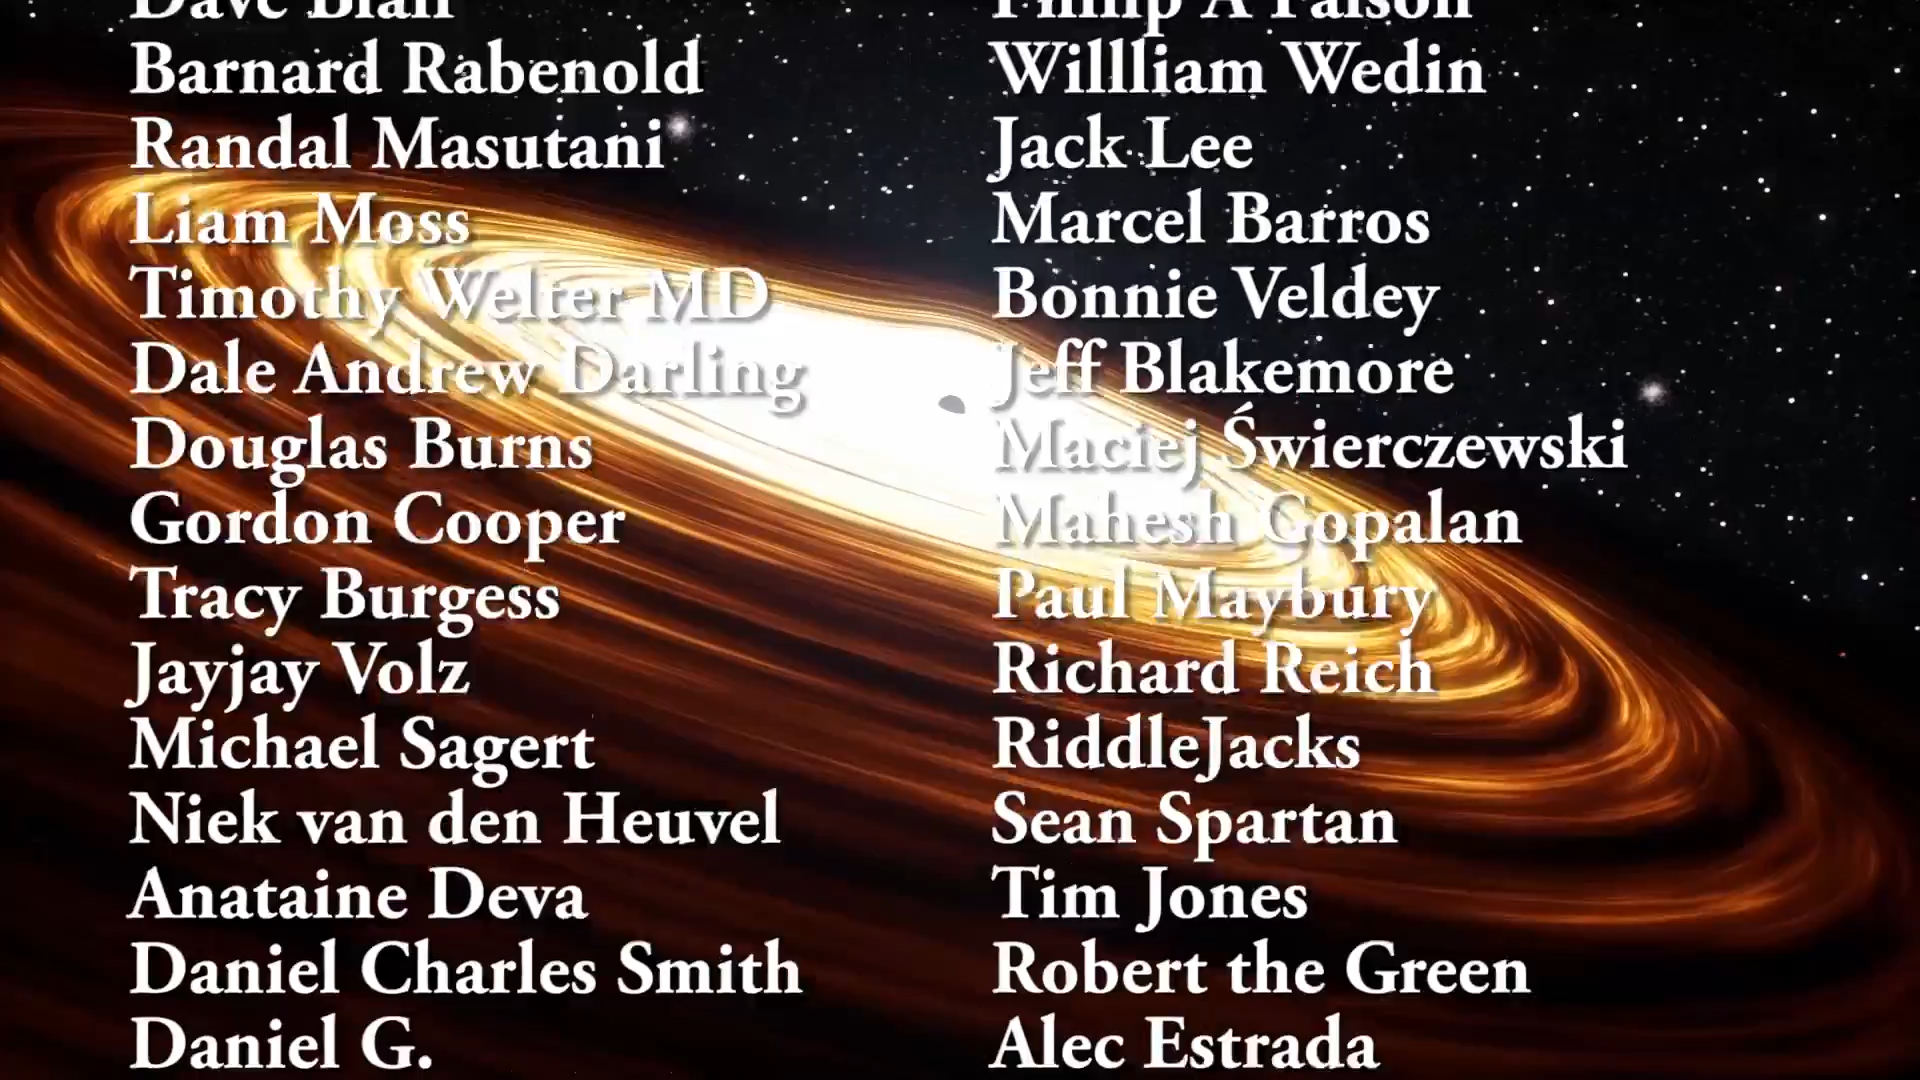 Barnard Rabenold
Randal Masutani
Liam Moss
Timothy Welter MD
Dale Andrew Darling
Douglas Burns
Gordon Cooper
Tracy Burgess
Jayjay Volz
Michael Sagert
Niek van den Heuvel
Anataine Deva
Daniel Charles Smith
Daniel G.
Willliam Wedin
Jack Lee
Marcel Barros
Bonnie Veldey
Jeff Blakemore
Maciej Świerczewski
Mahesh Gopalan
Paul Maybury
Richard Reich
RiddleJacks
Sean Spartan
Tim Jones
Robert the Green
Alec Estrada